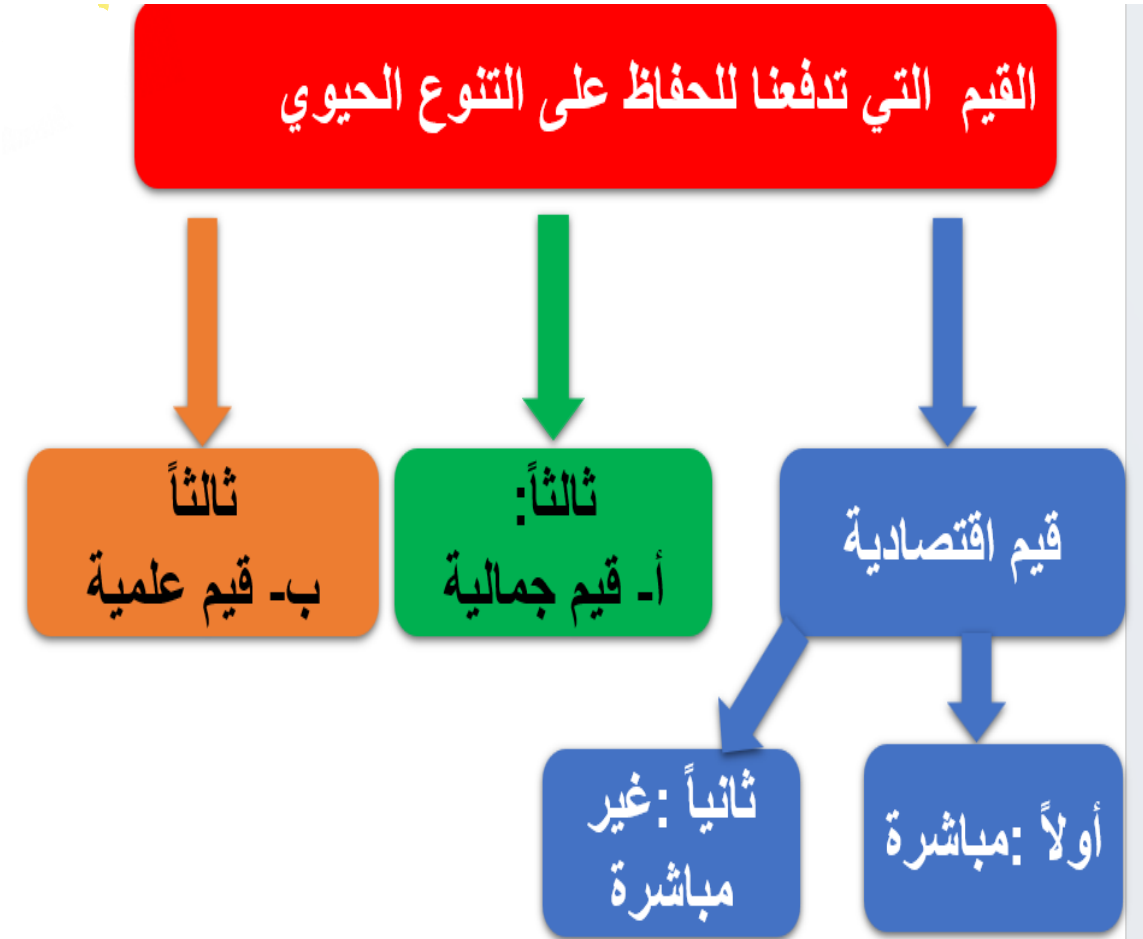 القيم التي تدفعنا للحفاظ على التنوع الحيوي
قيم اقتصادية
ثالثاً:
أ- قيم جمالية
ثالثاً
ب- قيم علمية
أولاً :مباشرة
ثانياً :غير
مباشرة